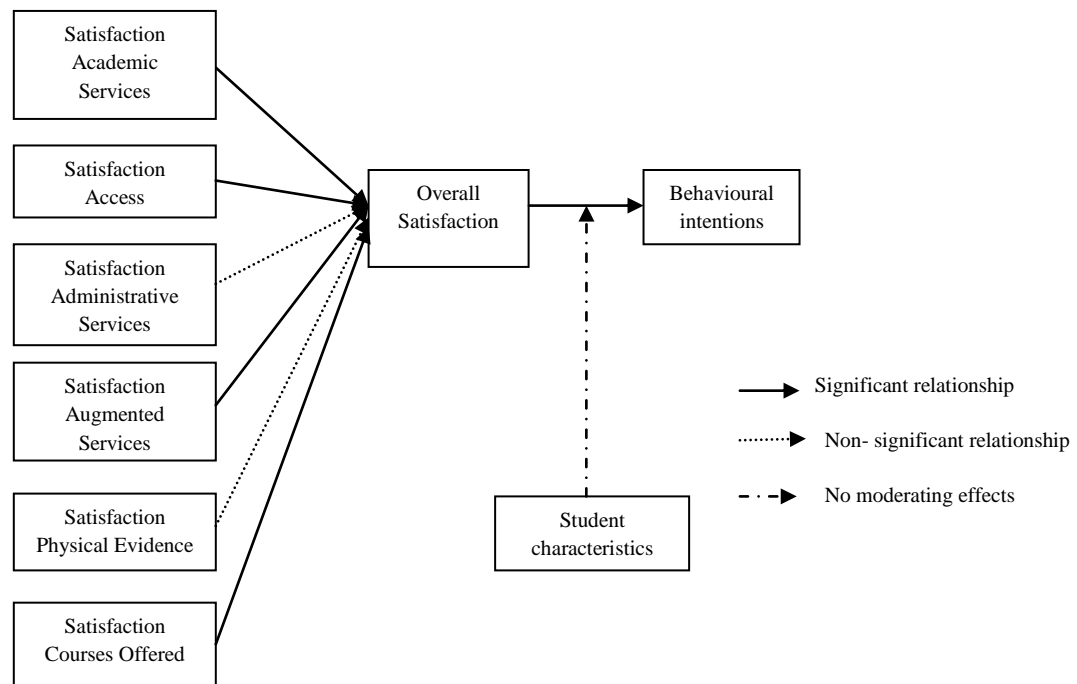 Satisfaction
Academic
Services
Satisfaction
Access
Satisfaction
Administrative
Services
Satisfaction
Augmented
Services
Satisfaction
Physical Evidence
Satisfaction
Courses Offered
Overall
Satisfaction
Behavioural
intentions
Student
characteristics
Significant relationship
Non- significant relationship
No moderating effects